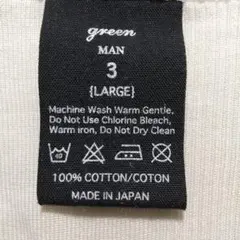 green
MAN
3
{LARGE}
Machine Wash Warm Gentle.
Do Not Use Chlorine Bleach,
Warm iron, Do Not Dry Clean
40
100% COTTON/COTON
MADE IN JAPAN